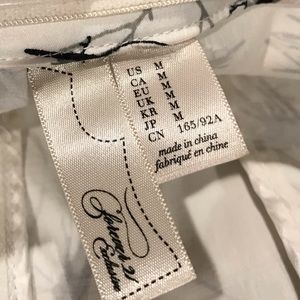 US M
CA M
EU M
UK M
KR M
JP M
CN 165/92A
made in china
fabriqué en chine